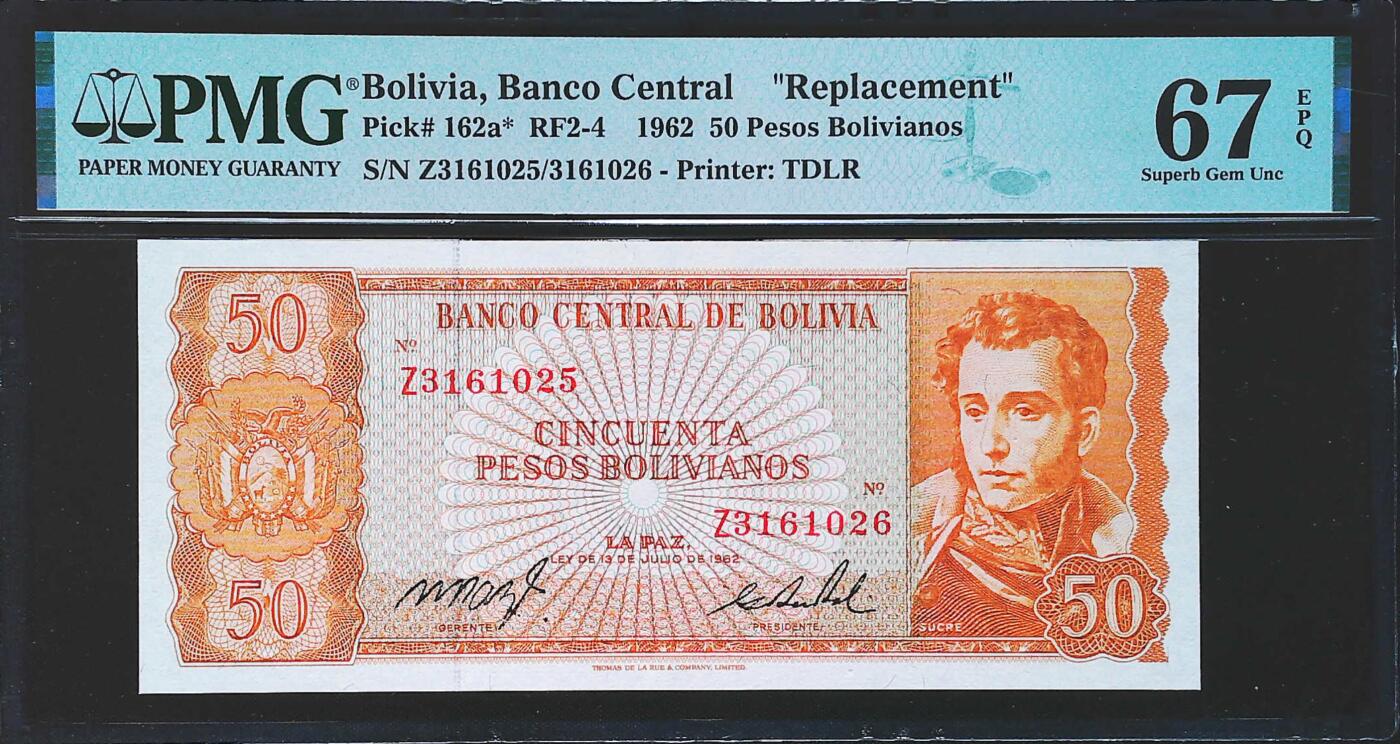 PMG® Bolivia, Banco Central "Replacement"
Pick# 162a* RF2-4 1962 50 Pesos Bolivianos
PAPER MONEY GUARANTY
S/N Z3161025/3161026 - Printer: TDLR
67 EPQ
Superb Gem Unc
50
BANCO CENTRAL DE BOLIVIA
Nº
Z3161025
CINCUENTA
PESOS BOLIVIANOS
Nº
Z3161026
LA PAZ,
LEY DE 13 DE JULIO DE 1962
GERENTE
PRESIDENTE
SUCRE
50
50
THOMAS DE LA RUE & COMPANY, LIMITED.